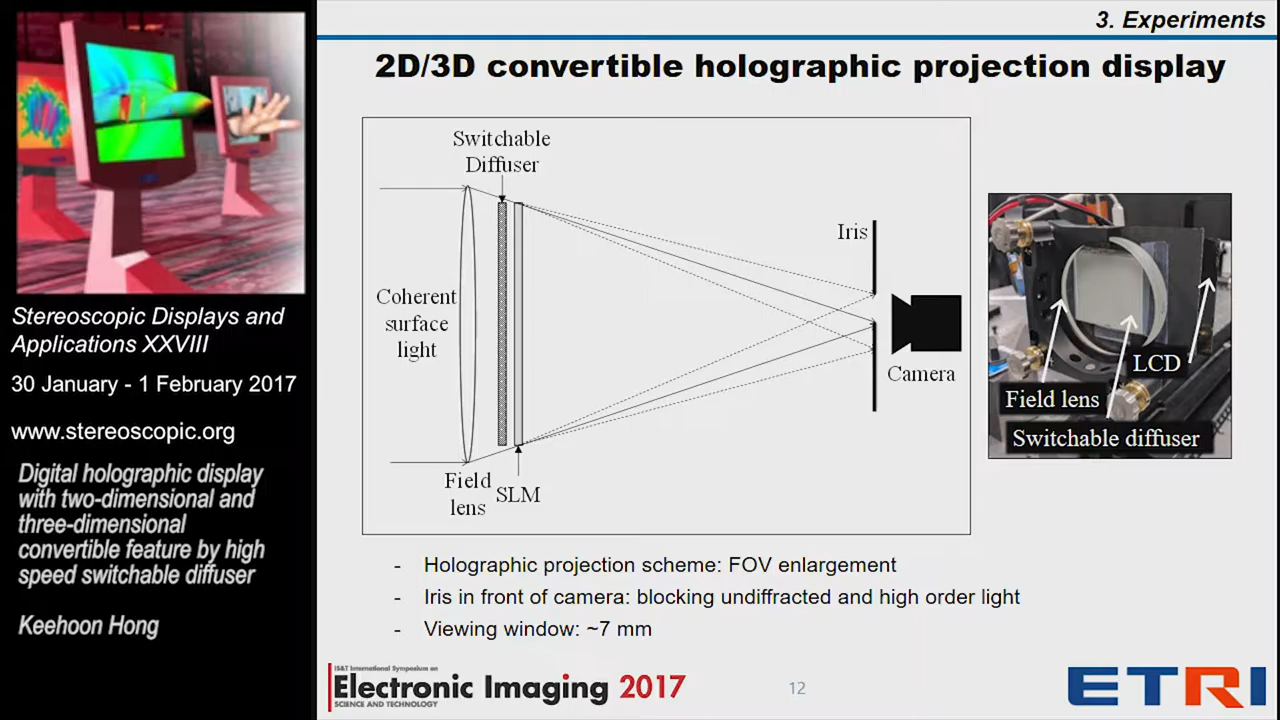 3. Experiments
2D/3D convertible holographic projection display
Switchable
Diffuser
Iris
Coherent
surface
light
Camera
Field
lens
SLM
LCD
Field lens
Switchable diffuser
- Holographic projection scheme: FOV enlargement
- Iris in front of camera: blocking undiffracted and high order light
- Viewing window: ~7 mm
Stereoscopic Displays and
Applications XXVIII
30 January - 1 February 2017
www.stereoscopic.org
Digital holographic display
with two-dimensional and
three-dimensional
convertible feature by high
speed switchable diffuser
Keehoon Hong
IS&T International Symposium on
Electronic Imaging 2017
SCIENCE AND TECHNOLOGY
12
ETRI